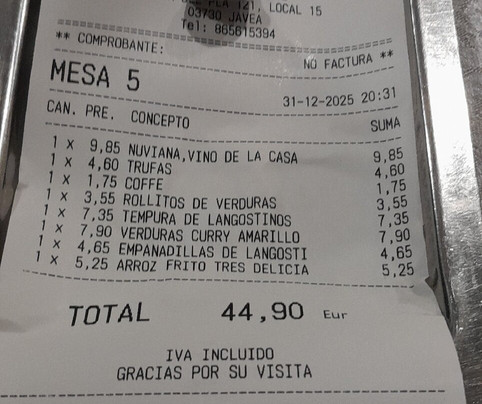 PLA 121, LOCAL 15
03730 JAVEA
Tel: 865615394
** COMPROBANTE: NO FACTURA **
MESA 5
31-12-2025 20:31
CAN. PRE. CONCEPTO SUMA
1 x 9,85 NUVIANA,VINO DE LA CASA 9,85
1 x 4,60 TRUFAS 4,60
1 x 1,75 COFFE 1,75
1 x 3,55 ROLLITOS DE VERDURAS 3,55
1 x 7,35 TEMPURA DE LANGOSTINOS 7,35
1 x 7,90 VERDURAS CURRY AMARILLO 7,90
1 x 4,65 EMPANADILLAS DE LANGOSTI 4,65
1 x 5,25 ARROZ FRITO TRES DELICIA 5,25
TOTAL 44,90 Eur
IVA INCLUIDO
GRACIAS POR SU VISITA